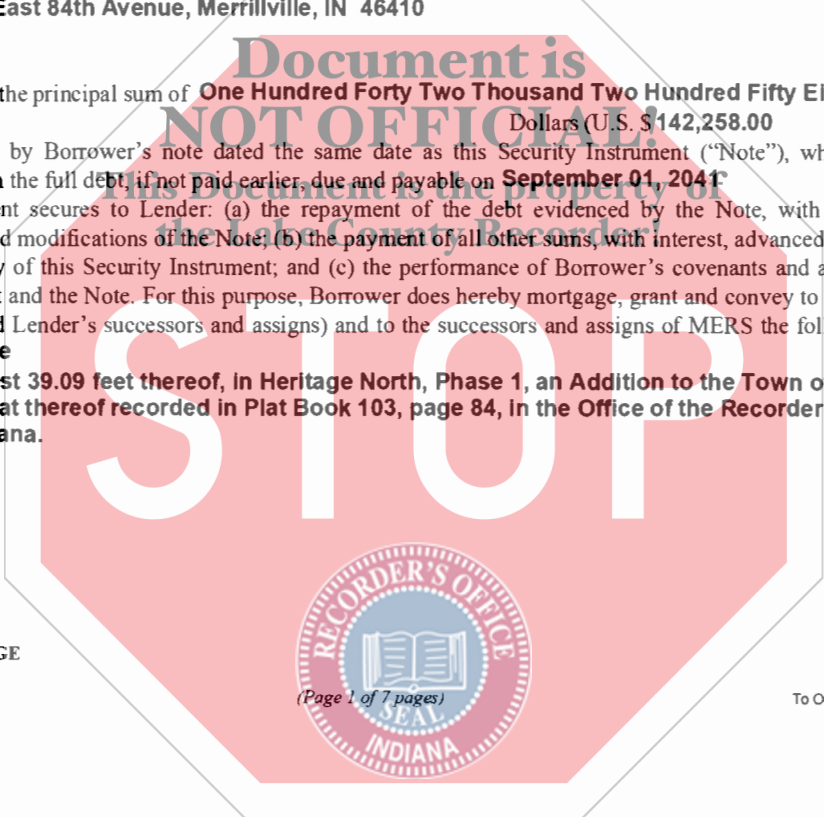 East 84th Avenue, Merrillville, IN 46410
Document is
the principal sum of One Hundred Forty Two Thousand Two Hundred Fifty Ei
NOT OFFICIAL!
Dollars (U.S. $142,258.00
by Borrower's note dated the same date as this Security Instrument ("Note"), wh
the full debt, if not paid earlier, due and payable on September 01, 2041
This Document is the property of
nt secures to Lender: (a) the repayment of the debt evidenced by the Note, with
d modifications of the Note; (b) the payment of all other sums, with interest, advanced
the Lake County Recorder!
of this Security Instrument; and (c) the performance of Borrower's covenants and a
and the Note. For this purpose, Borrower does hereby mortgage, grant and convey to
Lender's successors and assigns) and to the successors and assigns of MERS the fol
e
st 39.09 feet thereof, in Heritage North, Phase 1, an Addition to the Town o
at thereof recorded in Plat Book 103, page 84, in the Office of the Recorder
ana.
STOP
RECORDER'S OFFICE
GE
(Page 1 of 7 pages)
To O
SEAL
INDIANA